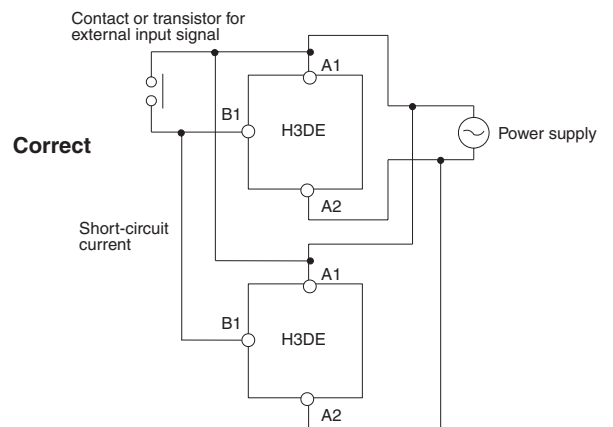 Contact or transistor for
external input signal
A1
B1
H3DE
Correct
Power supply
A2
Short-circuit
current
A1
B1
H3DE
A2